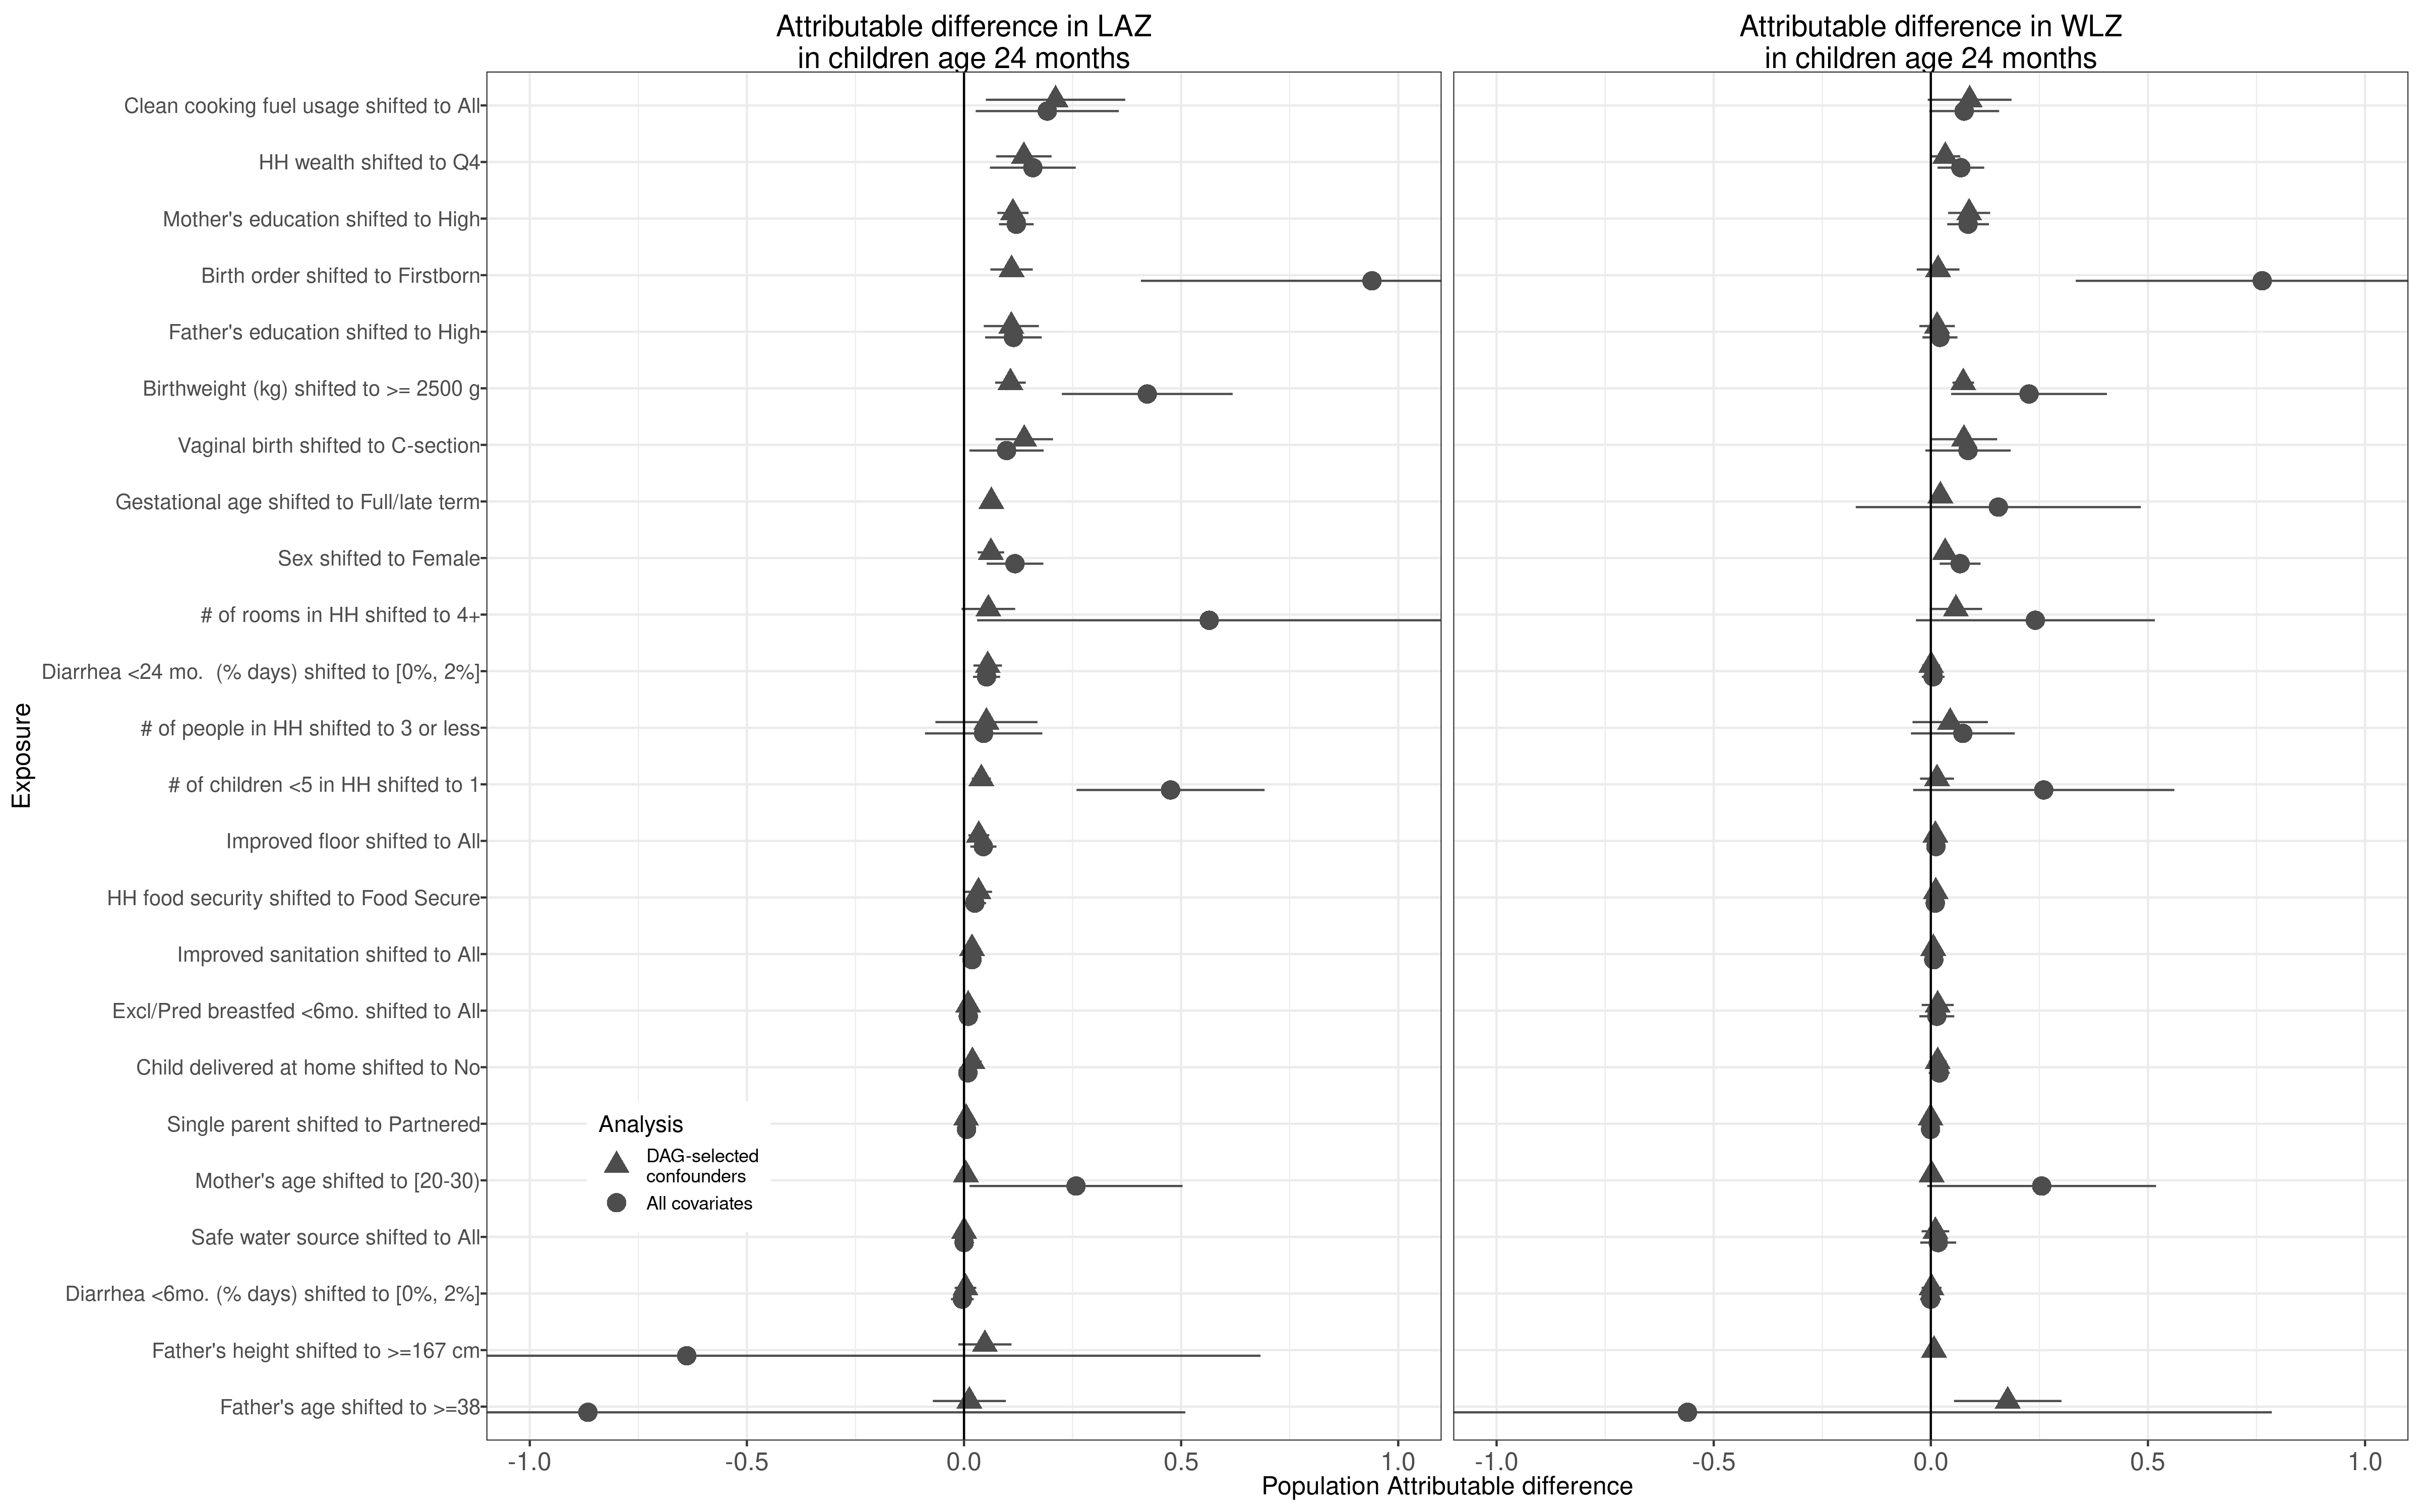 Attributable difference in LAZ
in children age 24 months
Attributable difference in WLZ
in children age 24 months
Exposure
Clean cooking fuel usage shifted to All
HH wealth shifted to Q4
Mother's education shifted to High
Birth order shifted to Firstborn
Father's education shifted to High
Birthweight (kg) shifted to >= 2500 g
Vaginal birth shifted to C-section
Gestational age shifted to Full/late term
Sex shifted to Female
# of rooms in HH shifted to 4+
Diarrhea <24 mo.  (% days) shifted to [0%, 2%]
# of people in HH shifted to 3 or less
# of children <5 in HH shifted to 1
Improved floor shifted to All
HH food security shifted to Food Secure
Improved sanitation shifted to All
Excl/Pred breastfed <6mo. shifted to All
Child delivered at home shifted to No
Single parent shifted to Partnered
Mother's age shifted to [20-30)
Safe water source shifted to All
Diarrhea <6mo. (% days) shifted to [0%, 2%]
Father's height shifted to >=167 cm
Father's age shifted to >=38
Analysis
DAG-selected
confounders
All covariates
-1.0 -0.5 0.0 0.5 1.0
-1.0 -0.5 0.0 0.5 1.0
Population Attributable difference